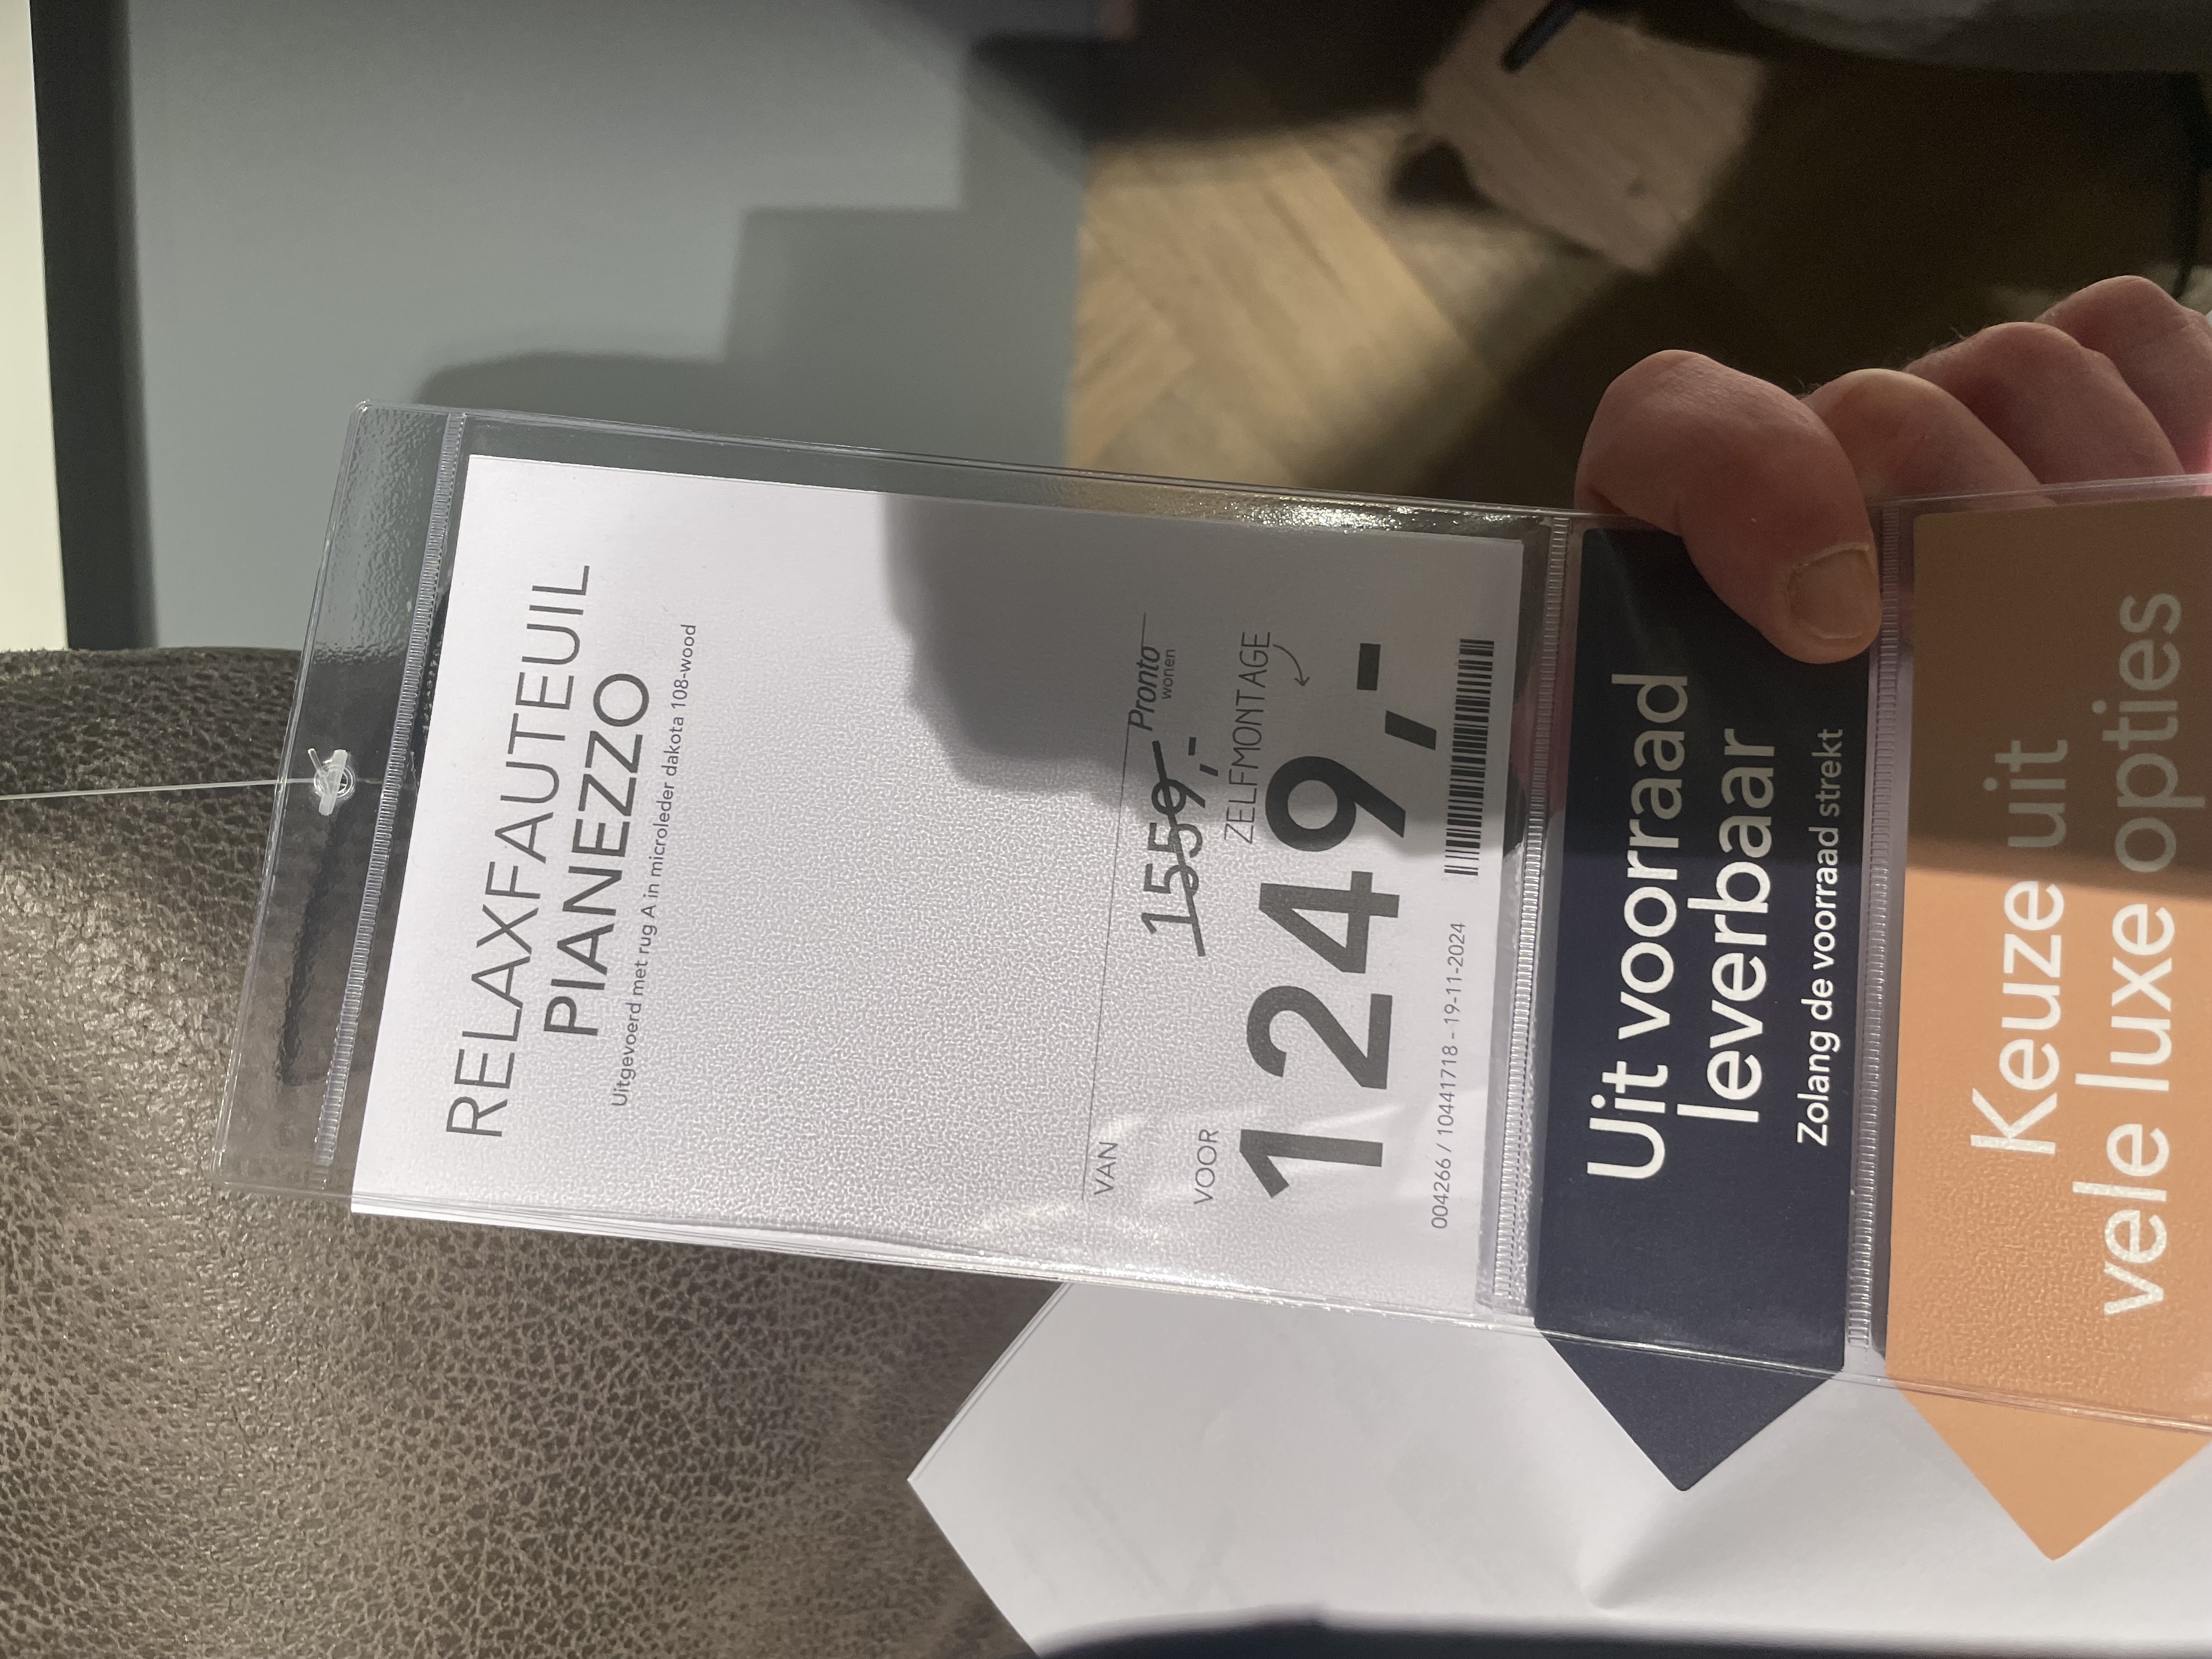 RELAXFAUTEUIL
PIANEZZO
Uitgevoerd met rug A in microleder dakota 108-wood
VAN
1559,-
Pronto
wonen
VOOR
ZELFMONTAGE
1249,-
004266 / 10441718 - 19-11-2024
Uit voorraad
leverbaar
Zolang de voorraad strekt
Keuze uit
vele luxe opties